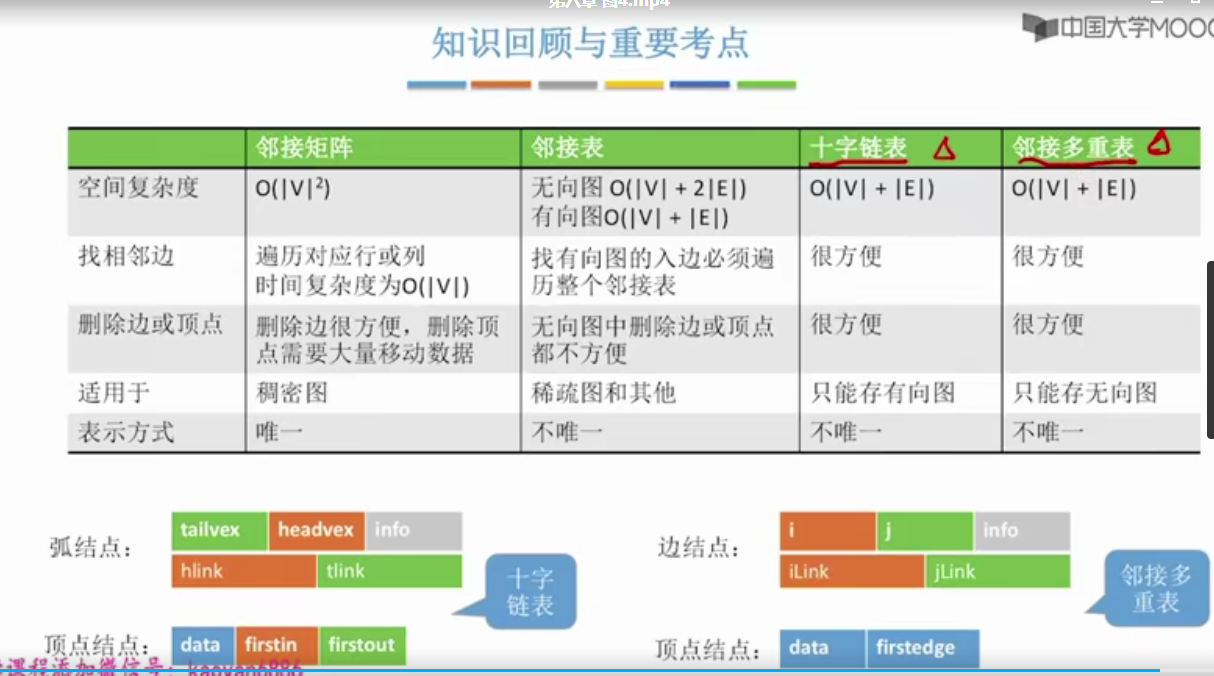 第六章 图4.mp4
中国大学MOOC
知识回顾与重要考点
邻接矩阵 邻接表 十字链表 邻接多重表
空间复杂度 O(|V|²) 无向图 O(|V| + 2|E|) O(|V| + |E|) O(|V| + |E|)
有向图O(|V| + |E|)
找相邻边 遍历对应行或列 找有向图的入边必须遍 很方便 很方便
时间复杂度为O(|V|) 历整个邻接表
删除边或顶点 删除边很方便，删除顶 无向图中删除边或顶点 很方便 很方便
点需要大量移动数据 都不方便
适用于 稠密图 稀疏图和其他 只能存有向图 只能存无向图
表示方式 唯一 不唯一 不唯一 不唯一
弧结点： tailvex headvex info
hlink tlink
十字
链表
顶点结点： data firstin firstout
边结点： i j info
iLink jLink
邻接多
重表
顶点结点： data firstedge